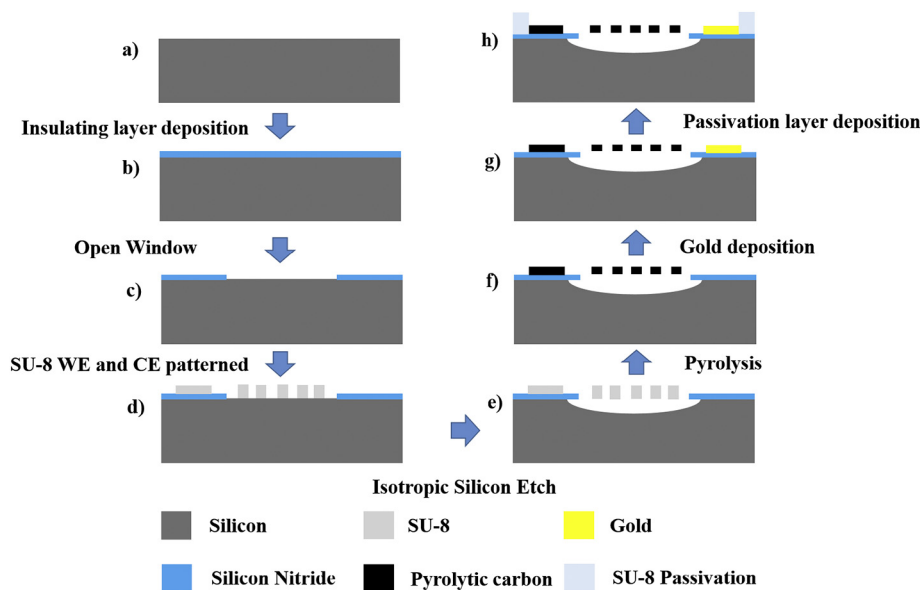 a)
Insulating layer deposition
b)
Open Window
c)
SU-8 WE and CE patterned
d)
h)
Passivation layer deposition
g)
Gold deposition
f)
Pyrolysis
e)
Isotropic Silicon Etch
Silicon
SU-8
Gold
Silicon Nitride
Pyrolytic carbon
SU-8 Passivation